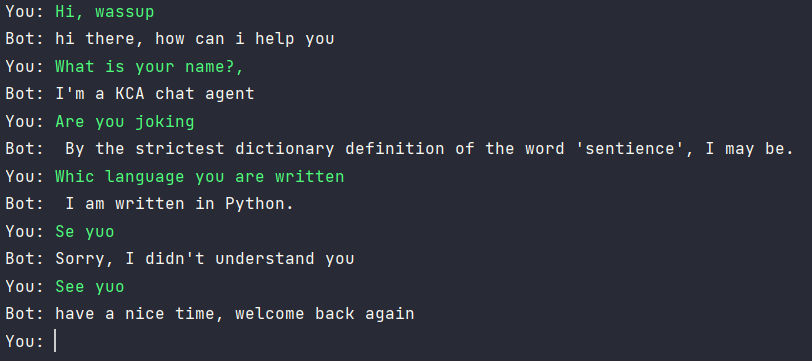 You: Hi, wassup
Bot: hi there, how can i help you
You: What is your name?,
Bot: I'm a KCA chat agent
You: Are you joking
Bot:  By the strictest dictionary definition of the word 'sentience', I may be.
You: Whic language you are written
Bot:  I am written in Python.
You: Se yuo
Bot: Sorry, I didn't understand you
You: See yuo
Bot: have a nice time, welcome back again
You: